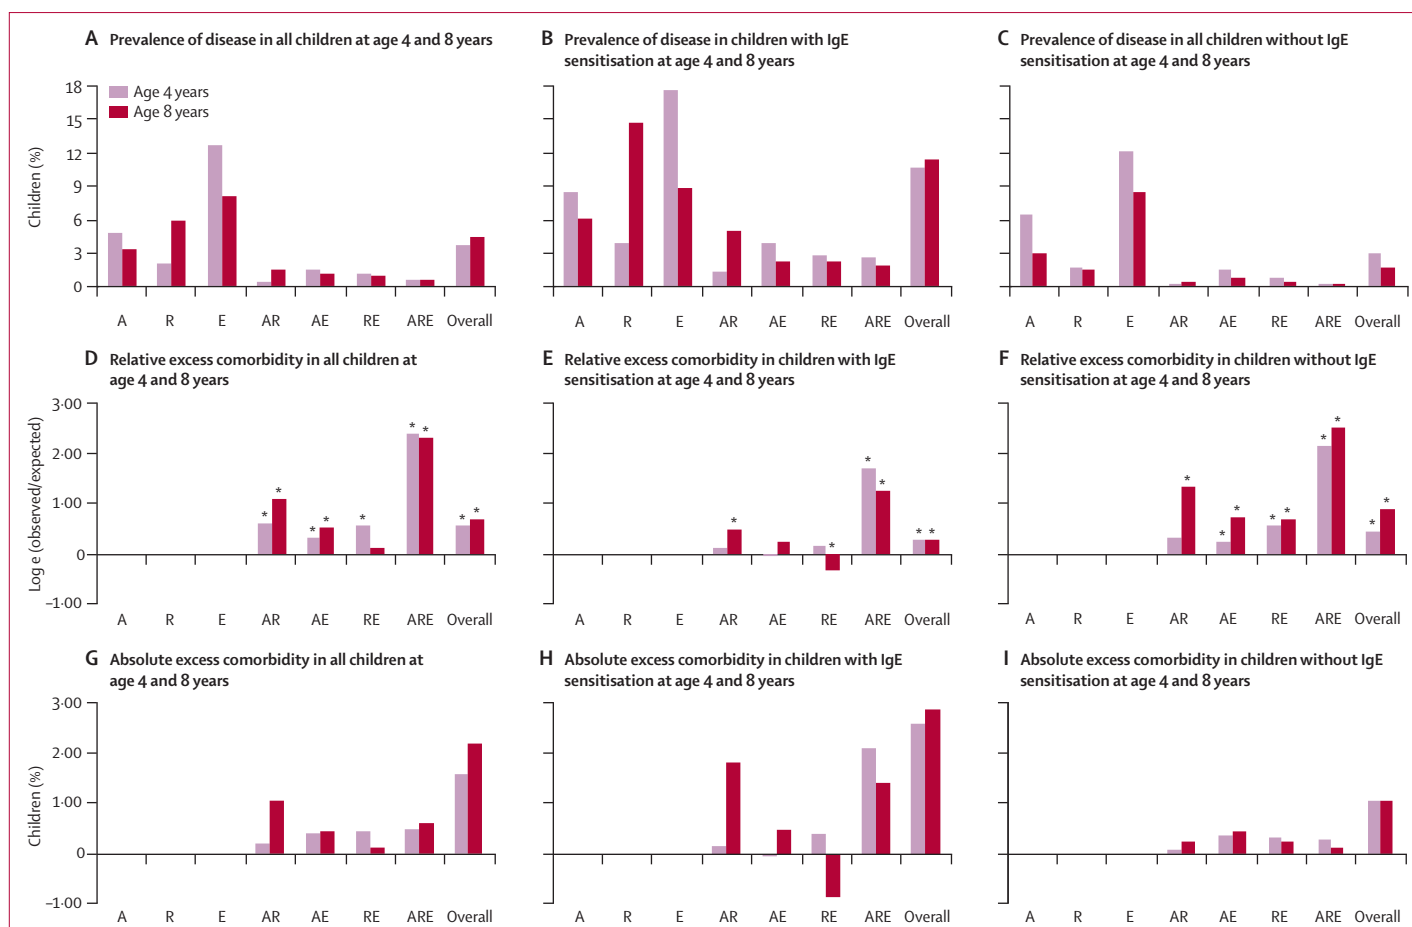 A Prevalence of disease in all children at age 4 and 8 years
B Prevalence of disease in children with IgE
sensitisation at age 4 and 8 years
C Prevalence of disease in all children without IgE
sensitisation at age 4 and 8 years
Children (%)
18
15
12
9
6
3
0
Age 4 years
Age 8 years
A R E AR AE RE ARE Overall
A R E AR AE RE ARE Overall
A R E AR AE RE ARE Overall
D Relative excess comorbidity in all children at
age 4 and 8 years
E Relative excess comorbidity in children with IgE
sensitisation at age 4 and 8 years
F Relative excess comorbidity in children without IgE
sensitisation at age 4 and 8 years
Log e (observed/expected)
3·00
2·00
1·00
0
–1·00
* * * * * * * * *
* * * * * *
* * * * * * * * *
A R E AR AE RE ARE Overall
A R E AR AE RE ARE Overall
A R E AR AE RE ARE Overall
G Absolute excess comorbidity in all children at
age 4 and 8 years
H Absolute excess comorbidity in children with IgE
sensitisation at age 4 and 8 years
I Absolute excess comorbidity in children without IgE
sensitisation at age 4 and 8 years
Children (%)
3·00
2·00
1·00
0
–1·00
A R E AR AE RE ARE Overall
A R E AR AE RE ARE Overall
A R E AR AE RE ARE Overall